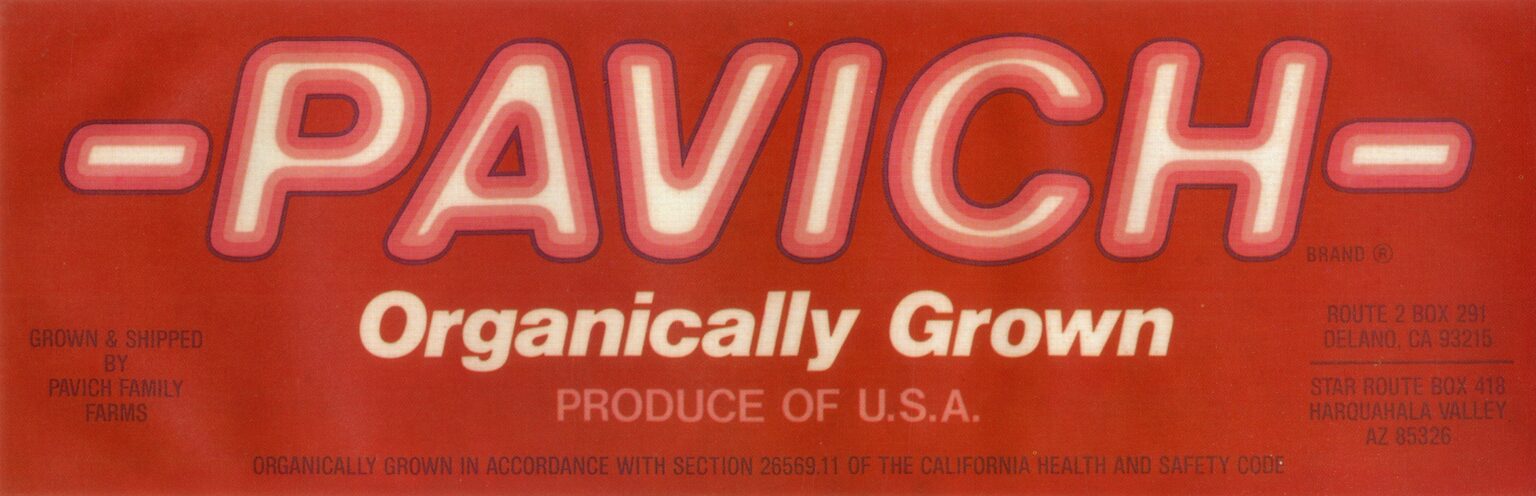 -PAVICH-
BRAND ®
Organically Grown
PRODUCE OF U.S.A.
GROWN & SHIPPED
BY
PAVICH FAMILY
FARMS
ROUTE 2 BOX 291
DELANO, CA 93215
STAR ROUTE BOX 418
HARQUAHALA VALLEY
AZ 85326
ORGANICALLY GROWN IN ACCORDANCE WITH SECTION 26569.11 OF THE CALIFORNIA HEALTH AND SAFETY CODE